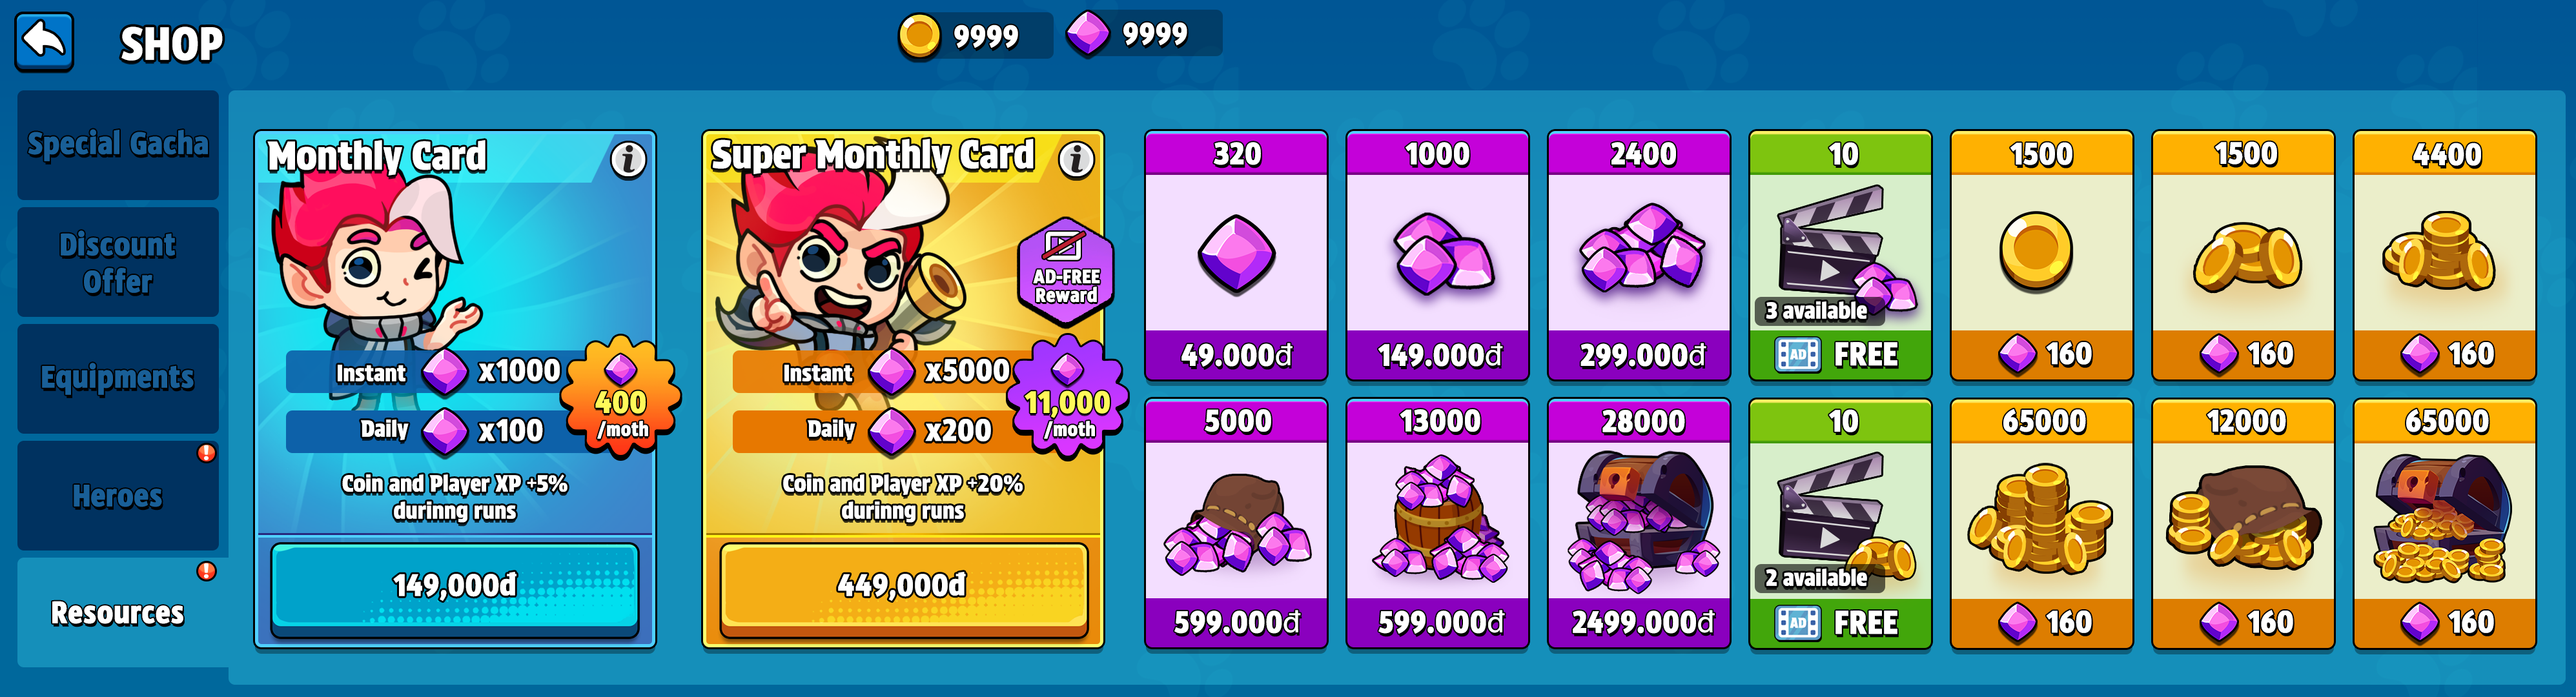 SHOP
9999
9999
Special Gacha
Discount
Offer
Equipments
Heroes
Resources
Monthly Card
i
Instant x1000
Daily x100
400
/moth
Coin and Player XP +5%
durinng runs
149,000đ
Super Monthly Card
i
AD-FREE
Reward
Instant x5000
Daily x200
11,000
/moth
Coin and Player XP +20%
durinng runs
449,000đ
320
49.000đ
1000
149.000đ
2400
299.000đ
10
3 available
AD FREE
1500
160
1500
160
4400
160
5000
599.000đ
13000
599.000đ
28000
2499.000đ
10
2 available
AD FREE
65000
160
12000
160
65000
160